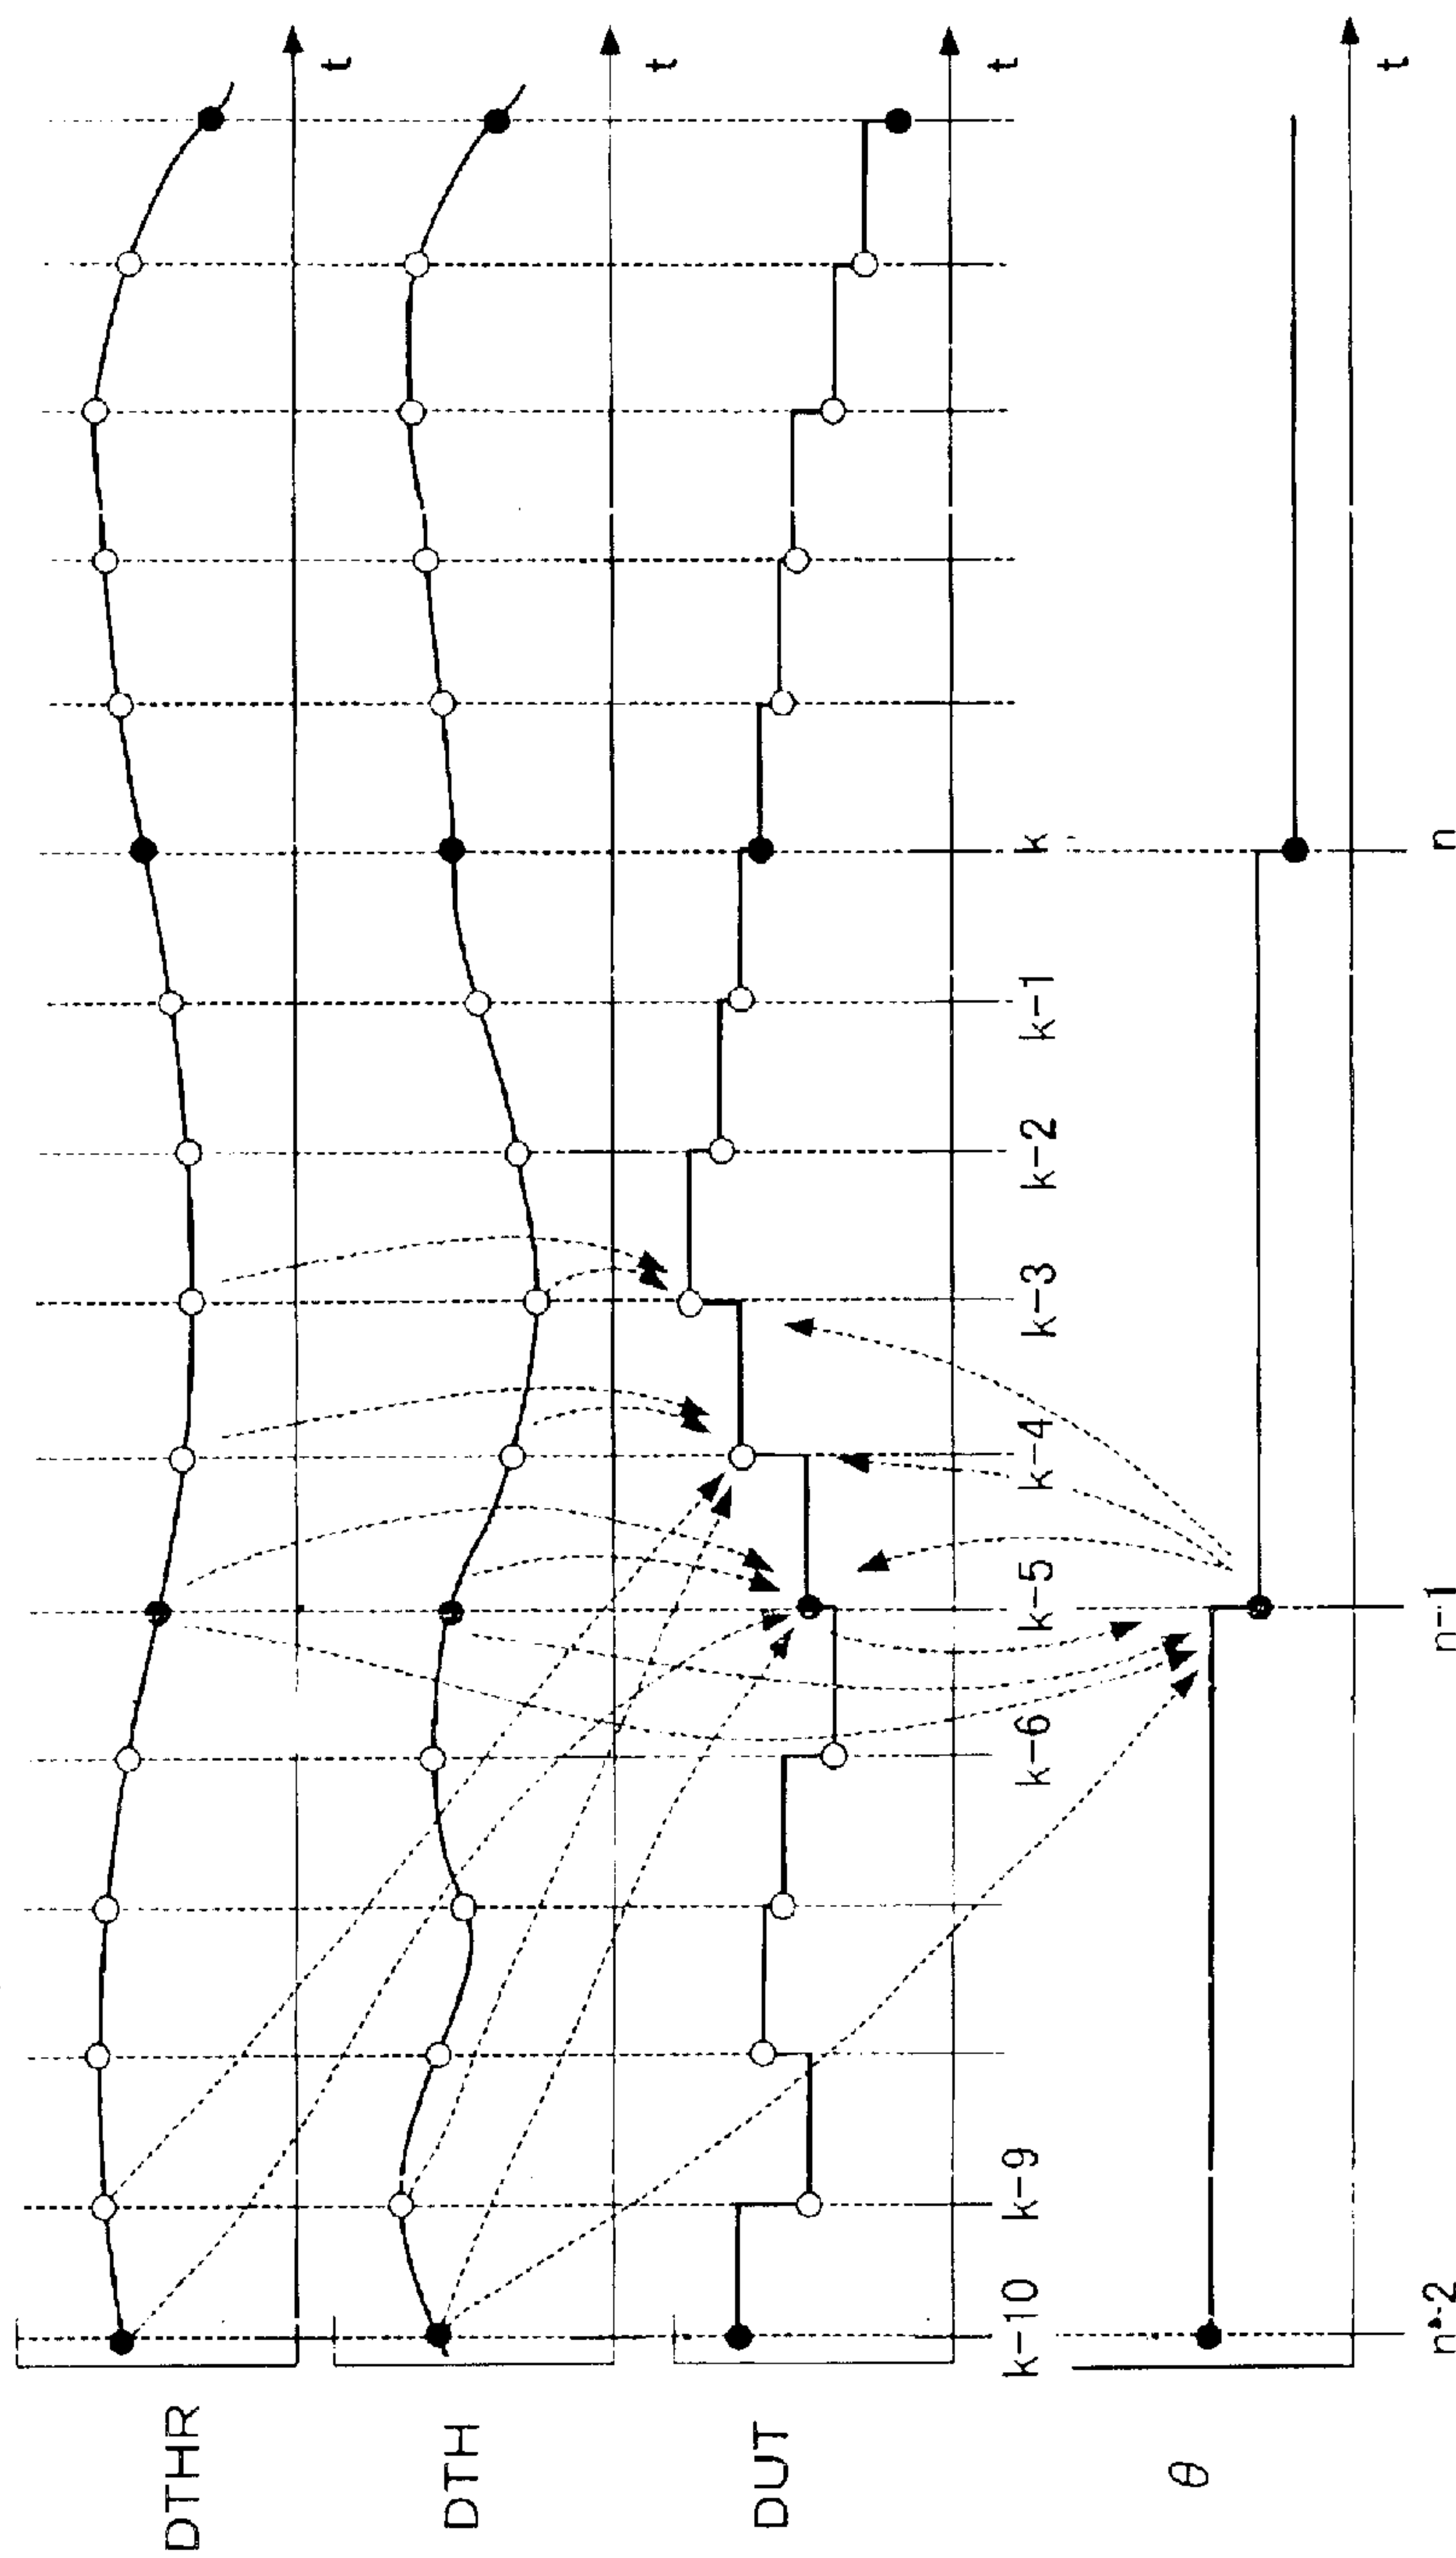 DTHR
t
DTH
t
DUT
t
k-10
k-9
k-6
k-5
k-4
k-3
k-2
k-1
k
θ
t
n-2
n-1
n